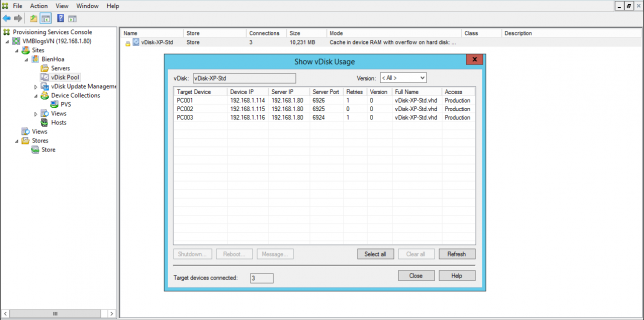 File Action View Window Help
Provisioning Services Console
VMBlogsVN (192.168.1.80)
Sites
BienHoa
Servers
vDisk Pool
vDisk Update Manageme
Device Collections
PVS
Views
Hosts
Views
Stores
Store
Name Store Connections Size Mode Class Description
vDisk-XP-Std Store 3 10,231 MB Cache in device RAM with overflow on hard disk: ...
Show vDisk Usage
x
vDisk: vDisk-XP-Std Version: < All >
Target Device Device IP Server IP Server Port Retries Version Full Name Access
PC001 192.168.1.114 192.168.1.80 6926 1 0 vDisk-XP-Std.vhd Production
PC002 192.168.1.115 192.168.1.80 6925 0 0 vDisk-XP-Std.vhd Production
PC003 192.168.1.116 192.168.1.80 6924 1 0 vDisk-XP-Std.vhd Production
Shutdown... Reboot... Message... Select all Clear all Refresh
Target devices connected: 3 Close Help